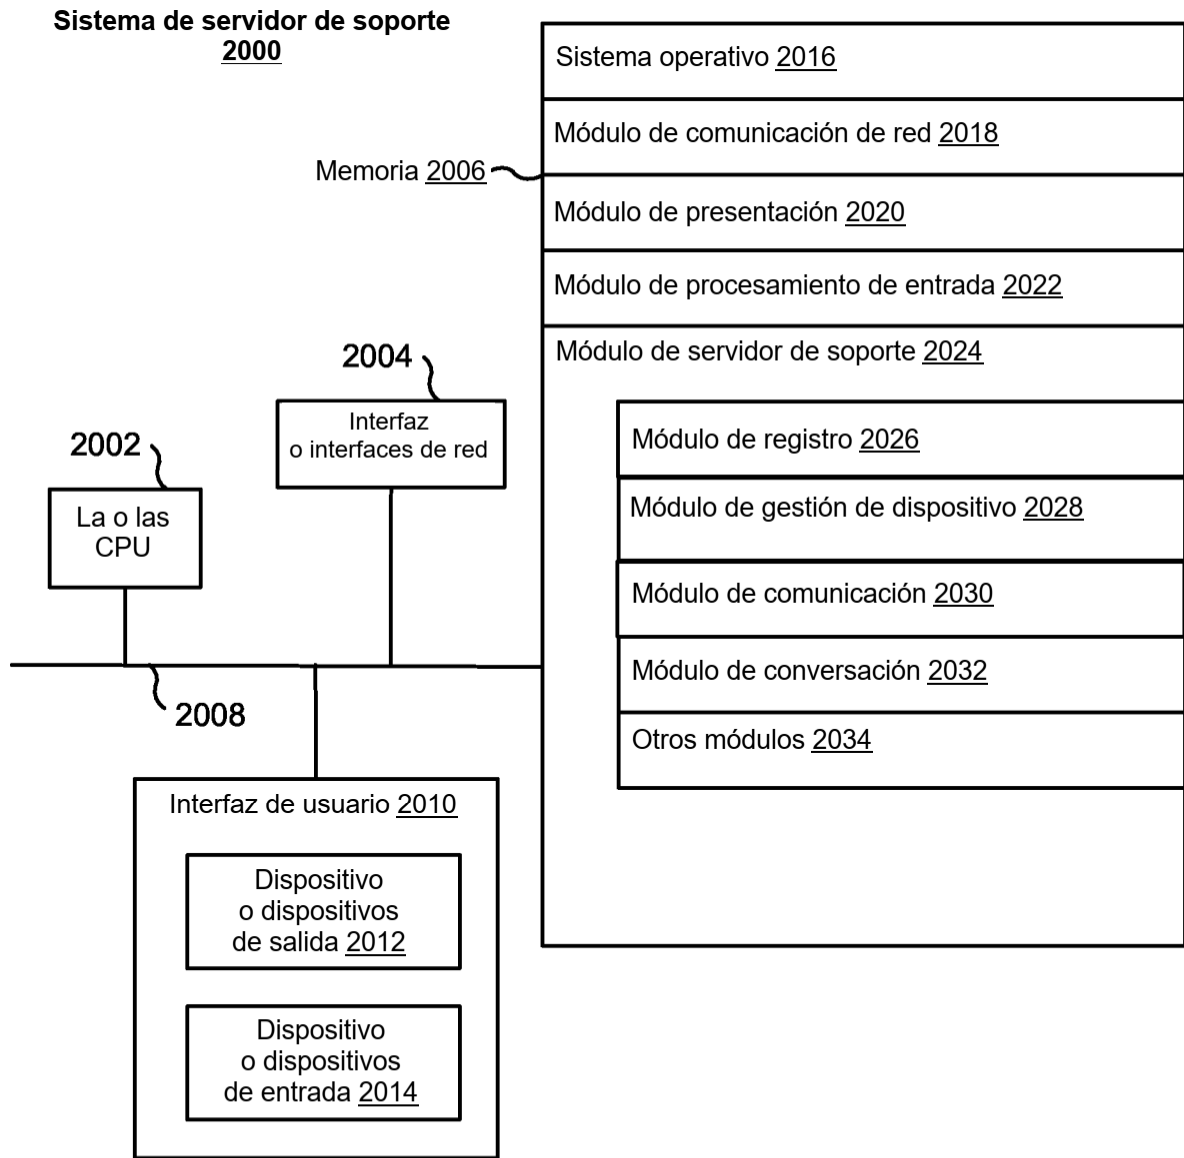 Sistema de servidor de soporte
2000
Sistema operativo 2016
Módulo de comunicación de red 2018
Memoria 2006
Módulo de presentación 2020
Módulo de procesamiento de entrada 2022
Módulo de servidor de soporte 2024
2004
Interfaz
o interfaces de red
Módulo de registro 2026
2002
La o las
CPU
Módulo de gestión de dispositivo 2028
Módulo de comunicación 2030
Módulo de conversación 2032
2008
Otros módulos 2034
Interfaz de usuario 2010
Dispositivo
o dispositivos
de salida 2012
Dispositivo
o dispositivos
de entrada 2014